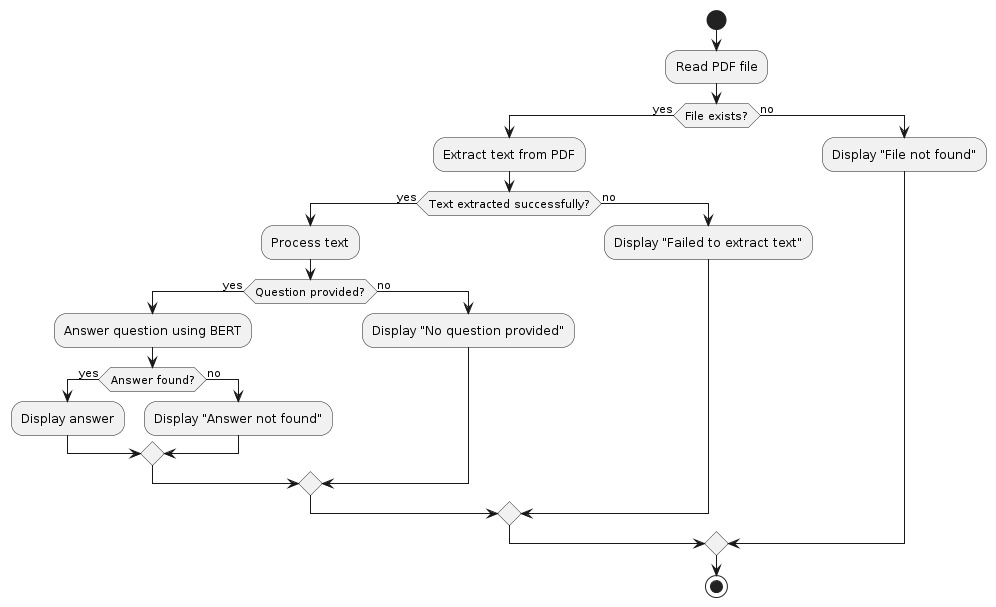 Read PDF file
yes
File exists?
no
Extract text from PDF
Display "File not found"
yes
Text extracted successfully?
no
Process text
Display "Failed to extract text"
yes
Question provided?
no
Answer question using BERT
Display "No question provided"
yes
Answer found?
no
Display answer
Display "Answer not found"